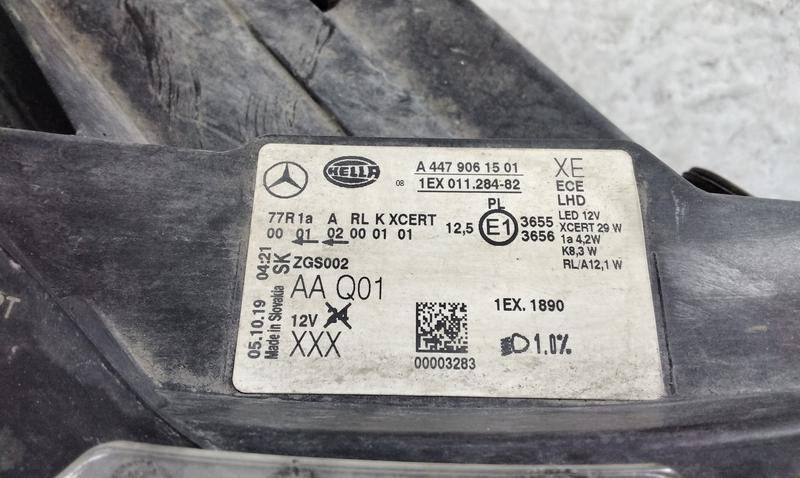 HELLA
A 447 906 15 01
08 1EX 011.284-82
XE
ECE
LHD
LED 12V
XCERT 29 W
1a 4,2W
K8,3 W
RL/A12,1 W
77R1a A RL K XCERT
00 01 02 00 01 01
12,5
PL
E1
3655
3656
ZGS002
AA Q01
12V 24
XXX
05.10.19 04:21
Made in Slovakia SK
00003283
1EX. 1890
1.0%